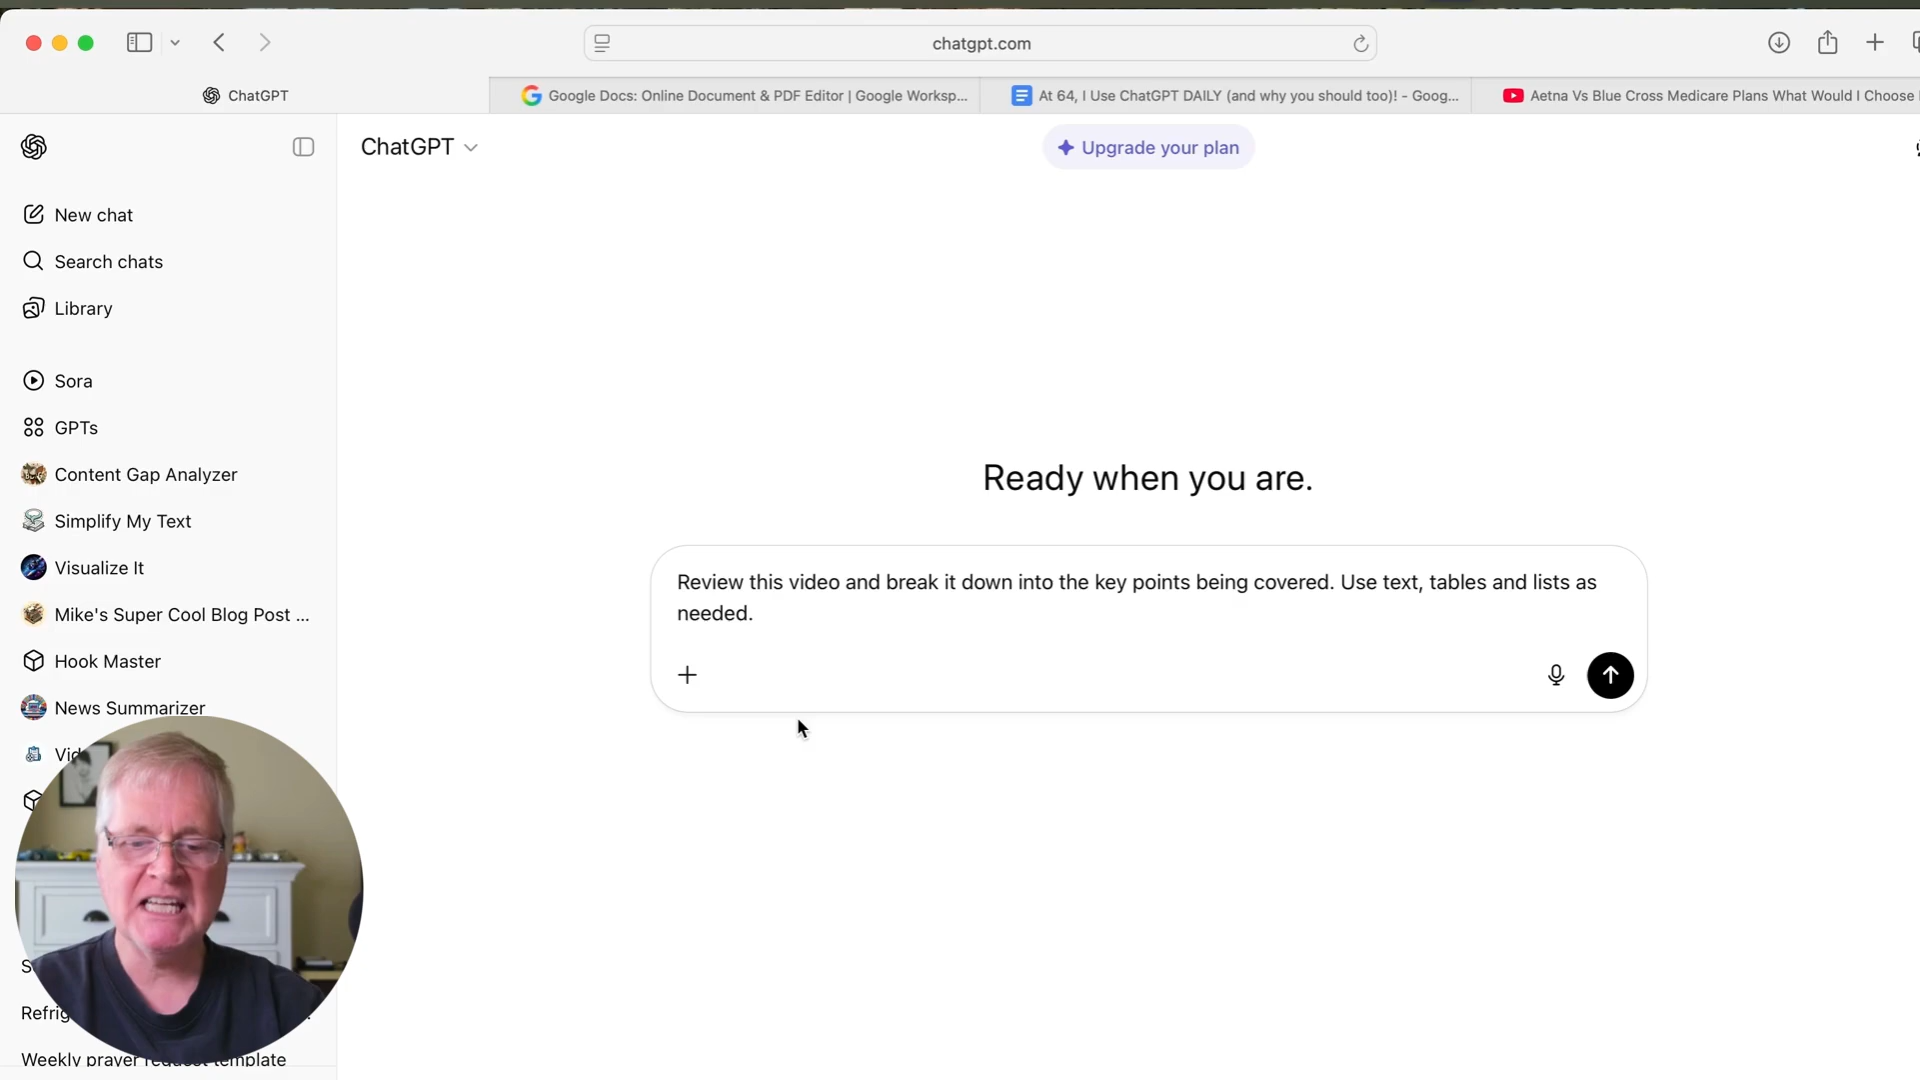 chatgpt.com
ChatGPT
Google Docs: Online Document & PDF Editor | Google Worksp...
At 64, I Use ChatGPT DAILY (and why you should too)! - Goog...
Aetna Vs Blue Cross Medicare Plans What Would I Choose
ChatGPT
Upgrade your plan
New chat
Search chats
Library
Sora
GPTs
Content Gap Analyzer
Simplify My Text
Visualize It
Mike's Super Cool Blog Post ...
Hook Master
News Summarizer
Ready when you are.
Review this video and break it down into the key points being covered. Use text, tables and lists as
needed.
Weekly prayer request template